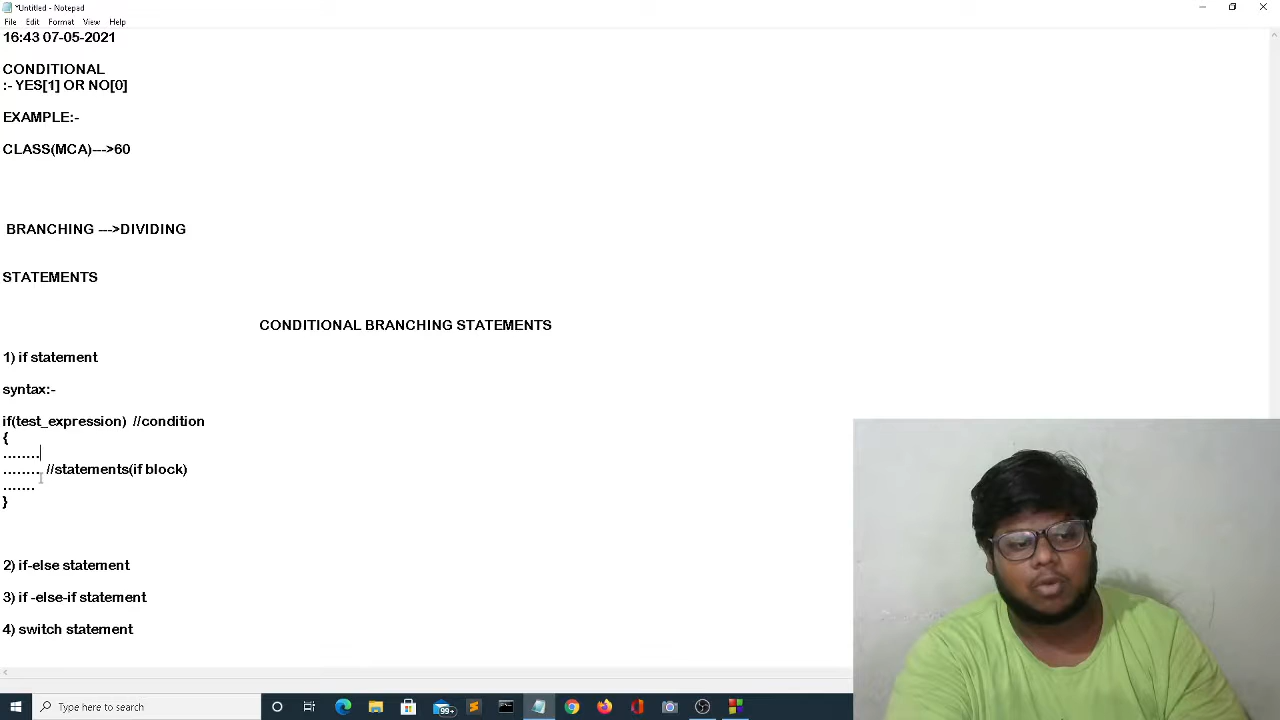 *Untitled - Notepad
File Edit Format View Help
16:43 07-05-2021
CONDITIONAL
:- YES[1] OR NO[0]
EXAMPLE:-
CLASS(MCA)--->60
BRANCHING --->DIVIDING
STATEMENTS
CONDITIONAL BRANCHING STATEMENTS
1) if statement
syntax:-
if(test_expression) //condition
{
........
........ //statements(if block)
.......
}
2) if-else statement
3) if -else-if statement
4) switch statement
Type here to search
99+